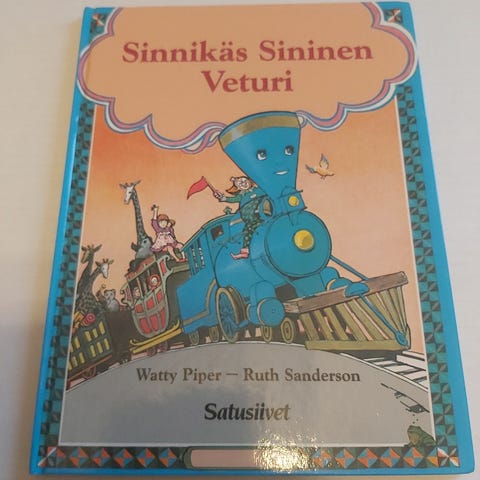 Sinnikäs Sininen
Veturi
Watty Piper — Ruth Sanderson
Satusiivet